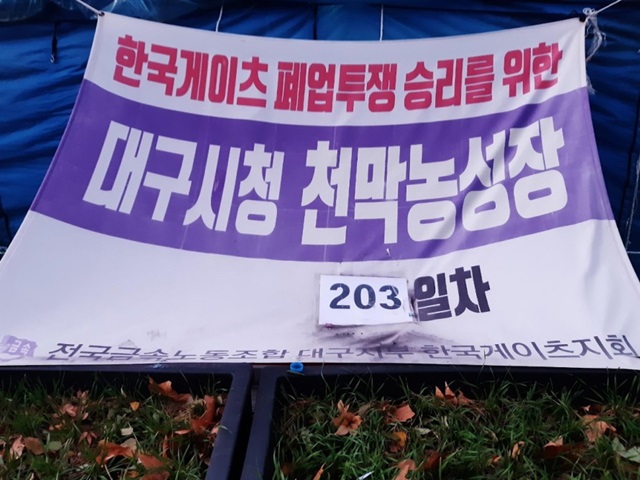 한국게이츠 폐업투쟁 승리를 위한
대구시청 천막농성장
203 일차
전국금속노동조합 대구지부 한국게이츠지회